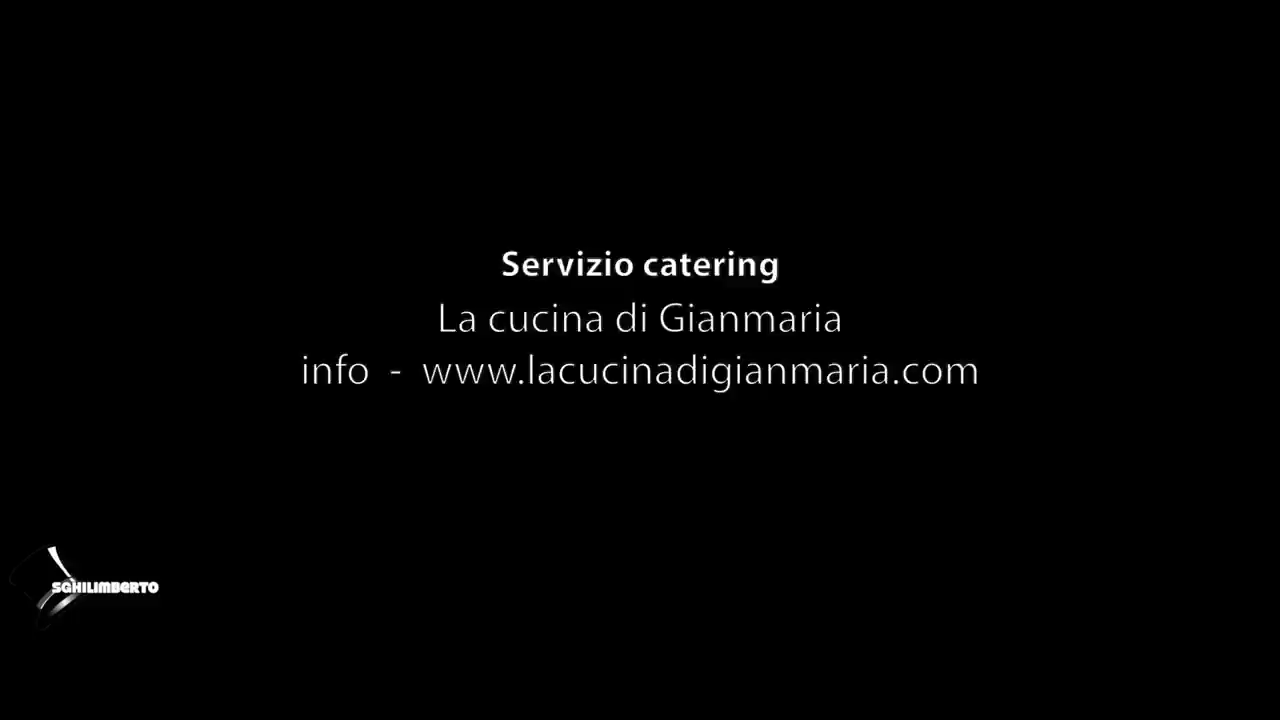 Servizio catering
La cucina di Gianmaria
info - www.lacucinadigianmaria.com
SGHILIMBERTO